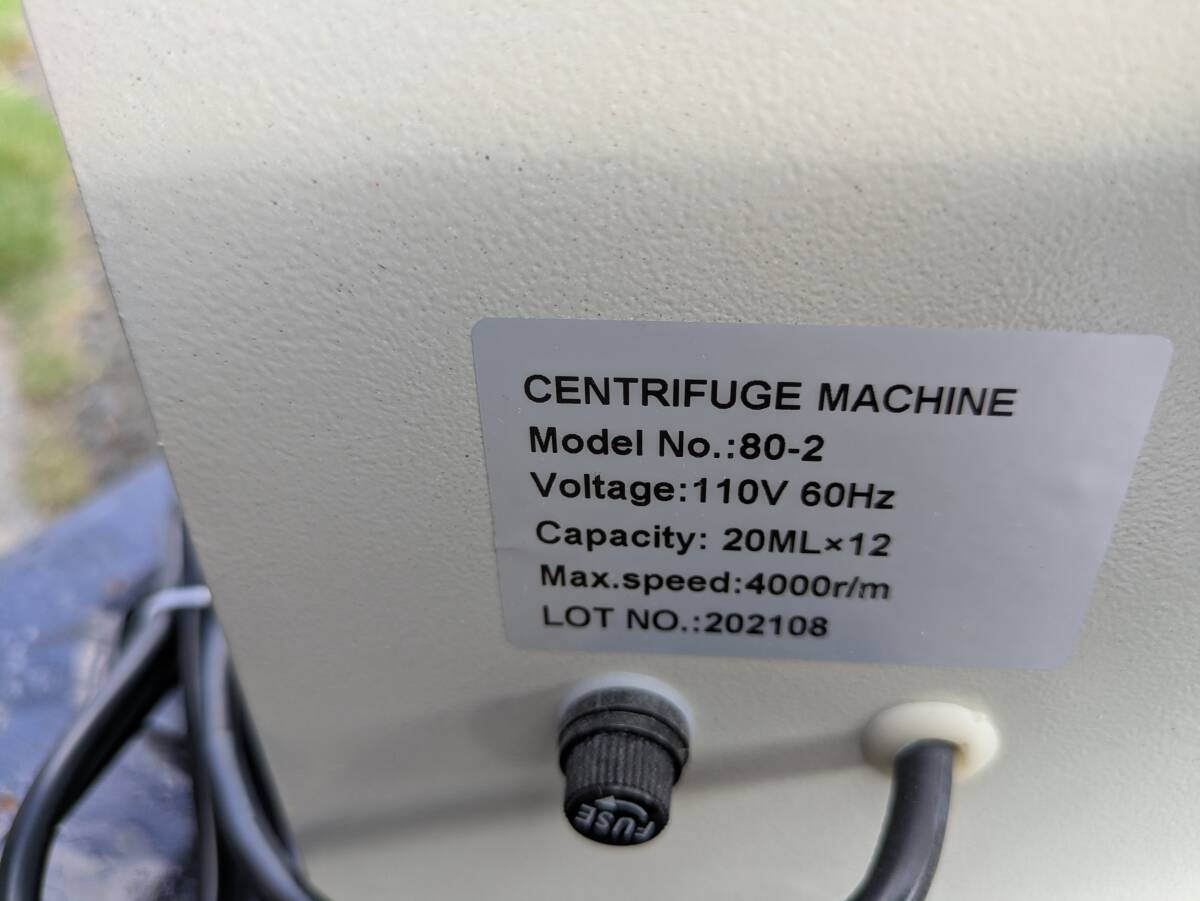 CENTRIFUGE MACHINE
Model No.:80-2
Voltage:110V 60Hz
Capacity: 20ML×12
Max.speed:4000r/m
LOT NO.:202108
FUSE